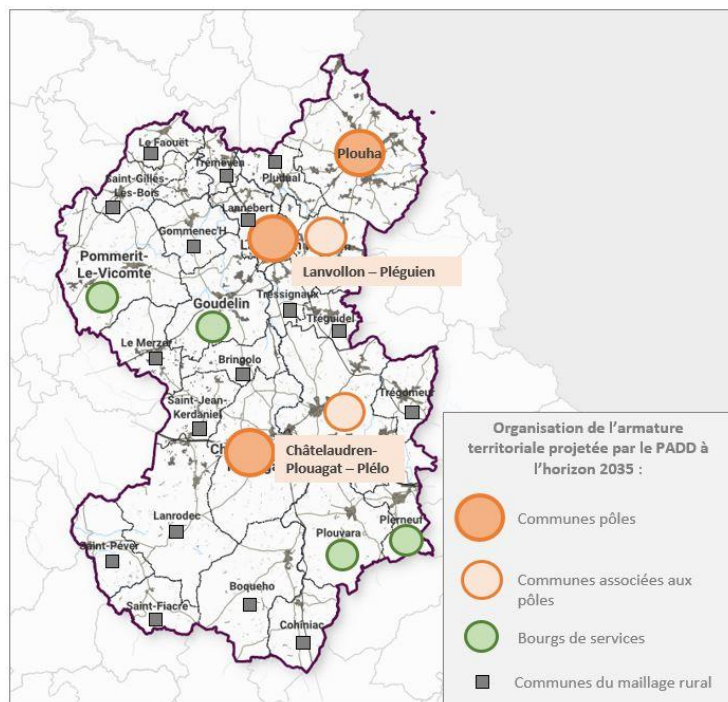 Plouha
Le Faouët
Tréméven
Pludual
Saint-Gilles-
Les-Bois
Lannebert
Gommenec'H
Pommerit-
Le-Vicomte
Lanvollon – Pléguien
Goudelin
Tressignaux
Tréguidel
Le Merzer
Bringolo
Saint-Jean-
Kerdaniel
Trégomeur
Châtelaudren-
Plouagat – Plélo
Lanrodec
Plouvara
Plerneuf
Saint-Péver
Boqueho
Saint-Fiacre
Cohiniac
Organisation de l'armature
territoriale projetée par le PADD à
l'horizon 2035 :
Communes pôles
Communes associées aux
pôles
Bourgs de services
Communes du maillage rural